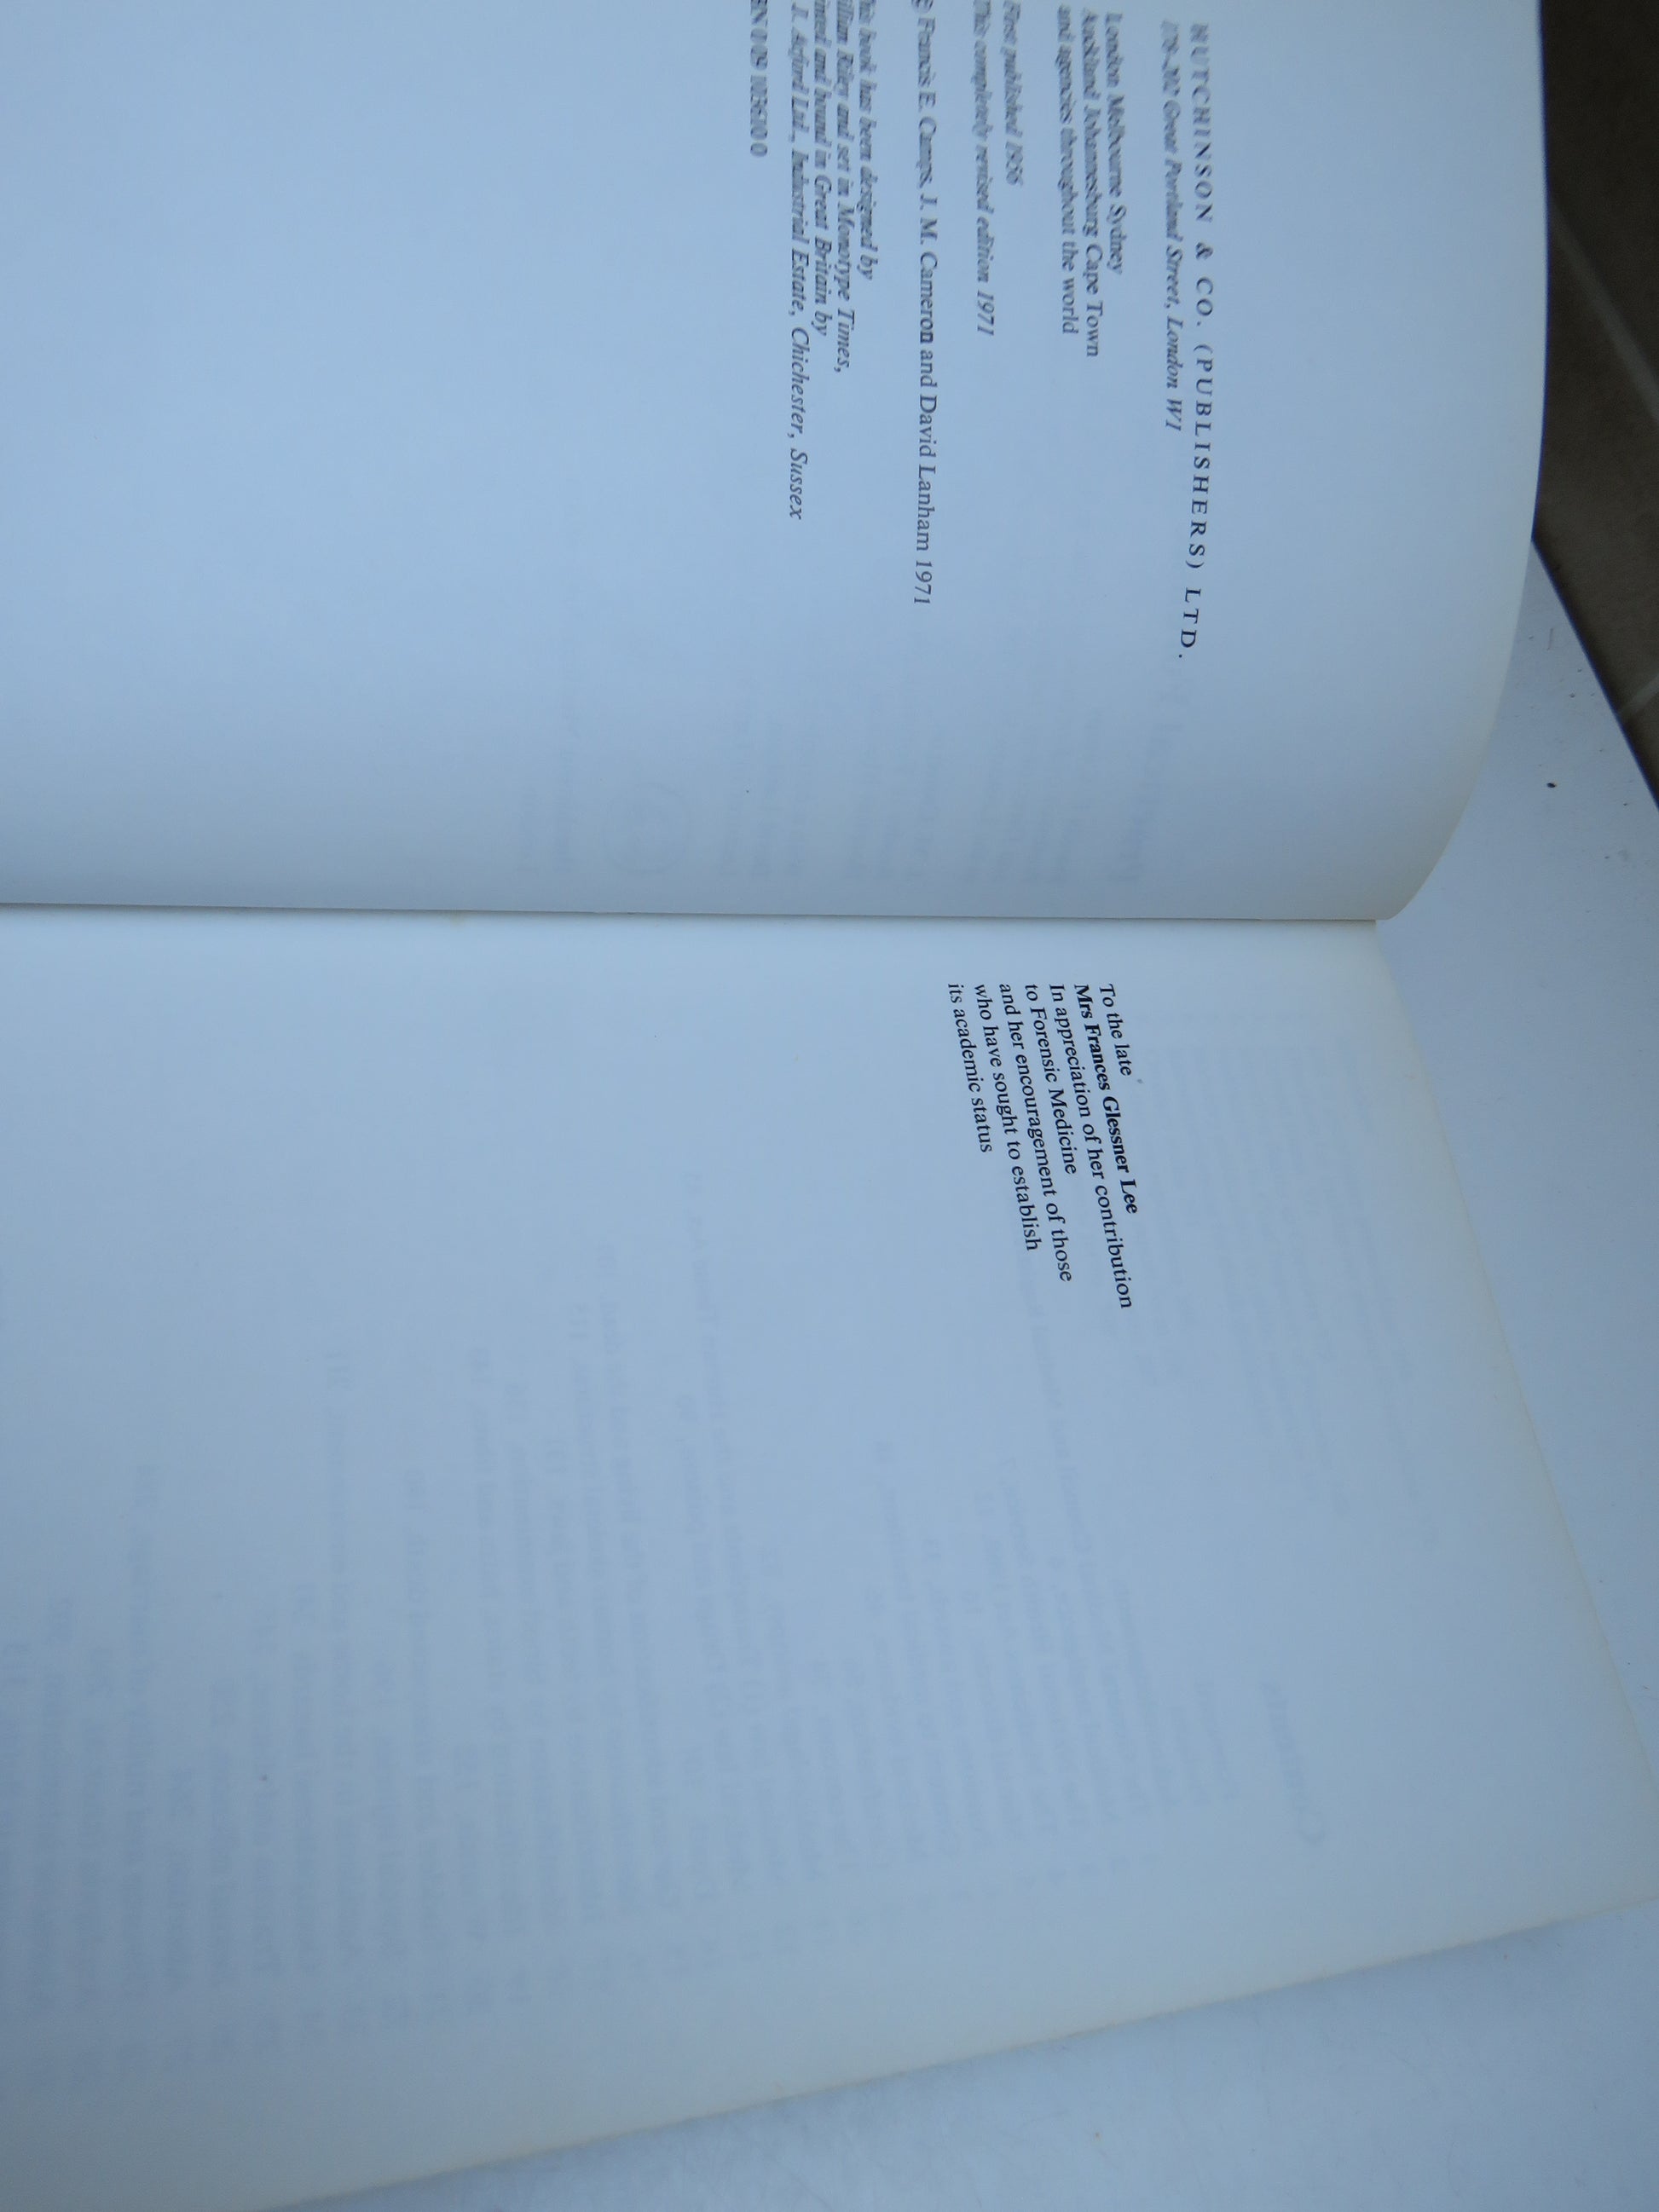 HUTCHINSON & CO. (PUBLISHERS) LTD.
178-202 Great Portland Street, London W1
London Melbourne Sydney
Auckland Johannesburg Cape Town
and agencies throughout the world
First published 1956
This completely revised edition 1971
© Francis E. Camps, J. M. Cameron and David Lanham 1971
This book has been designed by
Riley and set in Monotype Times,
and bound in Great Britain by
Ltd., Industrial Estate, Chichester, Sussex
To the late
Mrs Frances Glessner Lee
In appreciation of her contribution
to Forensic Medicine
and her encouragement of those
who have sought to establish
its academic status